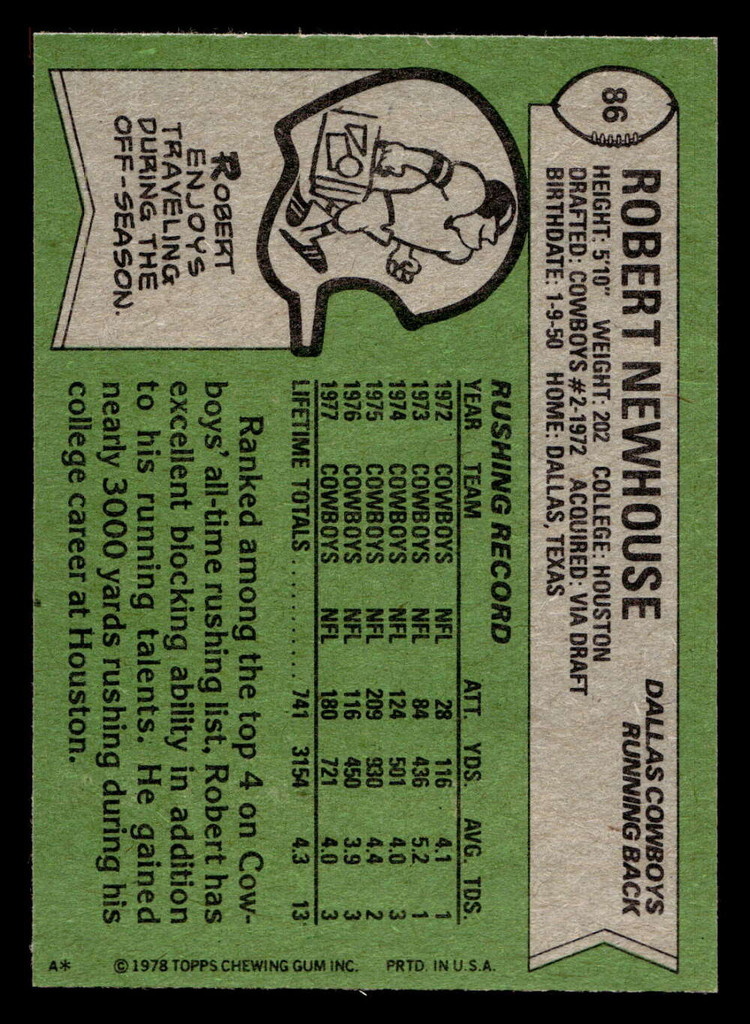 86
ROBERT NEWHOUSE
DALLAS COWBOYS
RUNNING BACK
HEIGHT: 5'10" WEIGHT: 202 COLLEGE: HOUSTON
DRAFTED: COWBOYS #2-1972 ACQUIRED: VIA DRAFT
BIRTHDATE: 1-9-50 HOME: DALLAS, TEXAS
ROBERT
ENJOYS
TRAVELING
DURING THE
OFF-SEASON.
RUSHING RECORD
YEAR TEAM ATT. YDS. AVG. TDS.
1972 COWBOYS NFL 28 116 4.1 1
1973 COWBOYS NFL 84 436 5.2 1
1974 COWBOYS NFL 124 501 4.0 3
1975 COWBOYS NFL 209 930 4.4 2
1976 COWBOYS NFL 116 450 3.9 3
1977 COWBOYS NFL 180 721 4.0 3
LIFETIME TOTALS .......... 741 3154 4.3 13
Ranked among the top 4 on Cow-
boys' all-time rushing list, Robert has
excellent blocking ability in addition
to his running talents. He gained
nearly 3000 yards rushing during his
college career at Houston.
A* © 1978 TOPPS CHEWING GUM INC. PRTD. IN U.S.A.